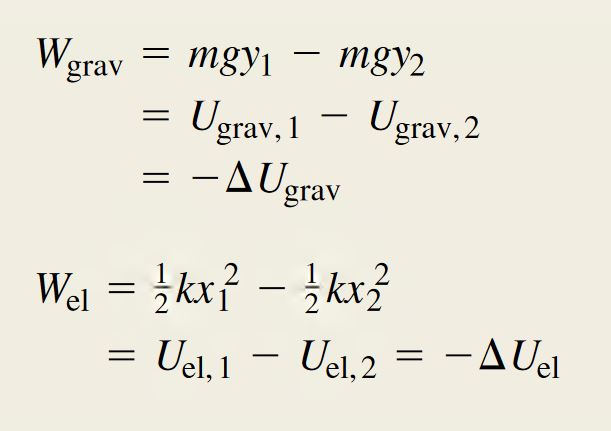 W_grav = mgy₁ − mgy₂
= U_grav, 1 − U_grav, 2
= −ΔU_grav
W_el = ½kx₁² − ½kx₂²
= U_el, 1 − U_el, 2 = −ΔU_el